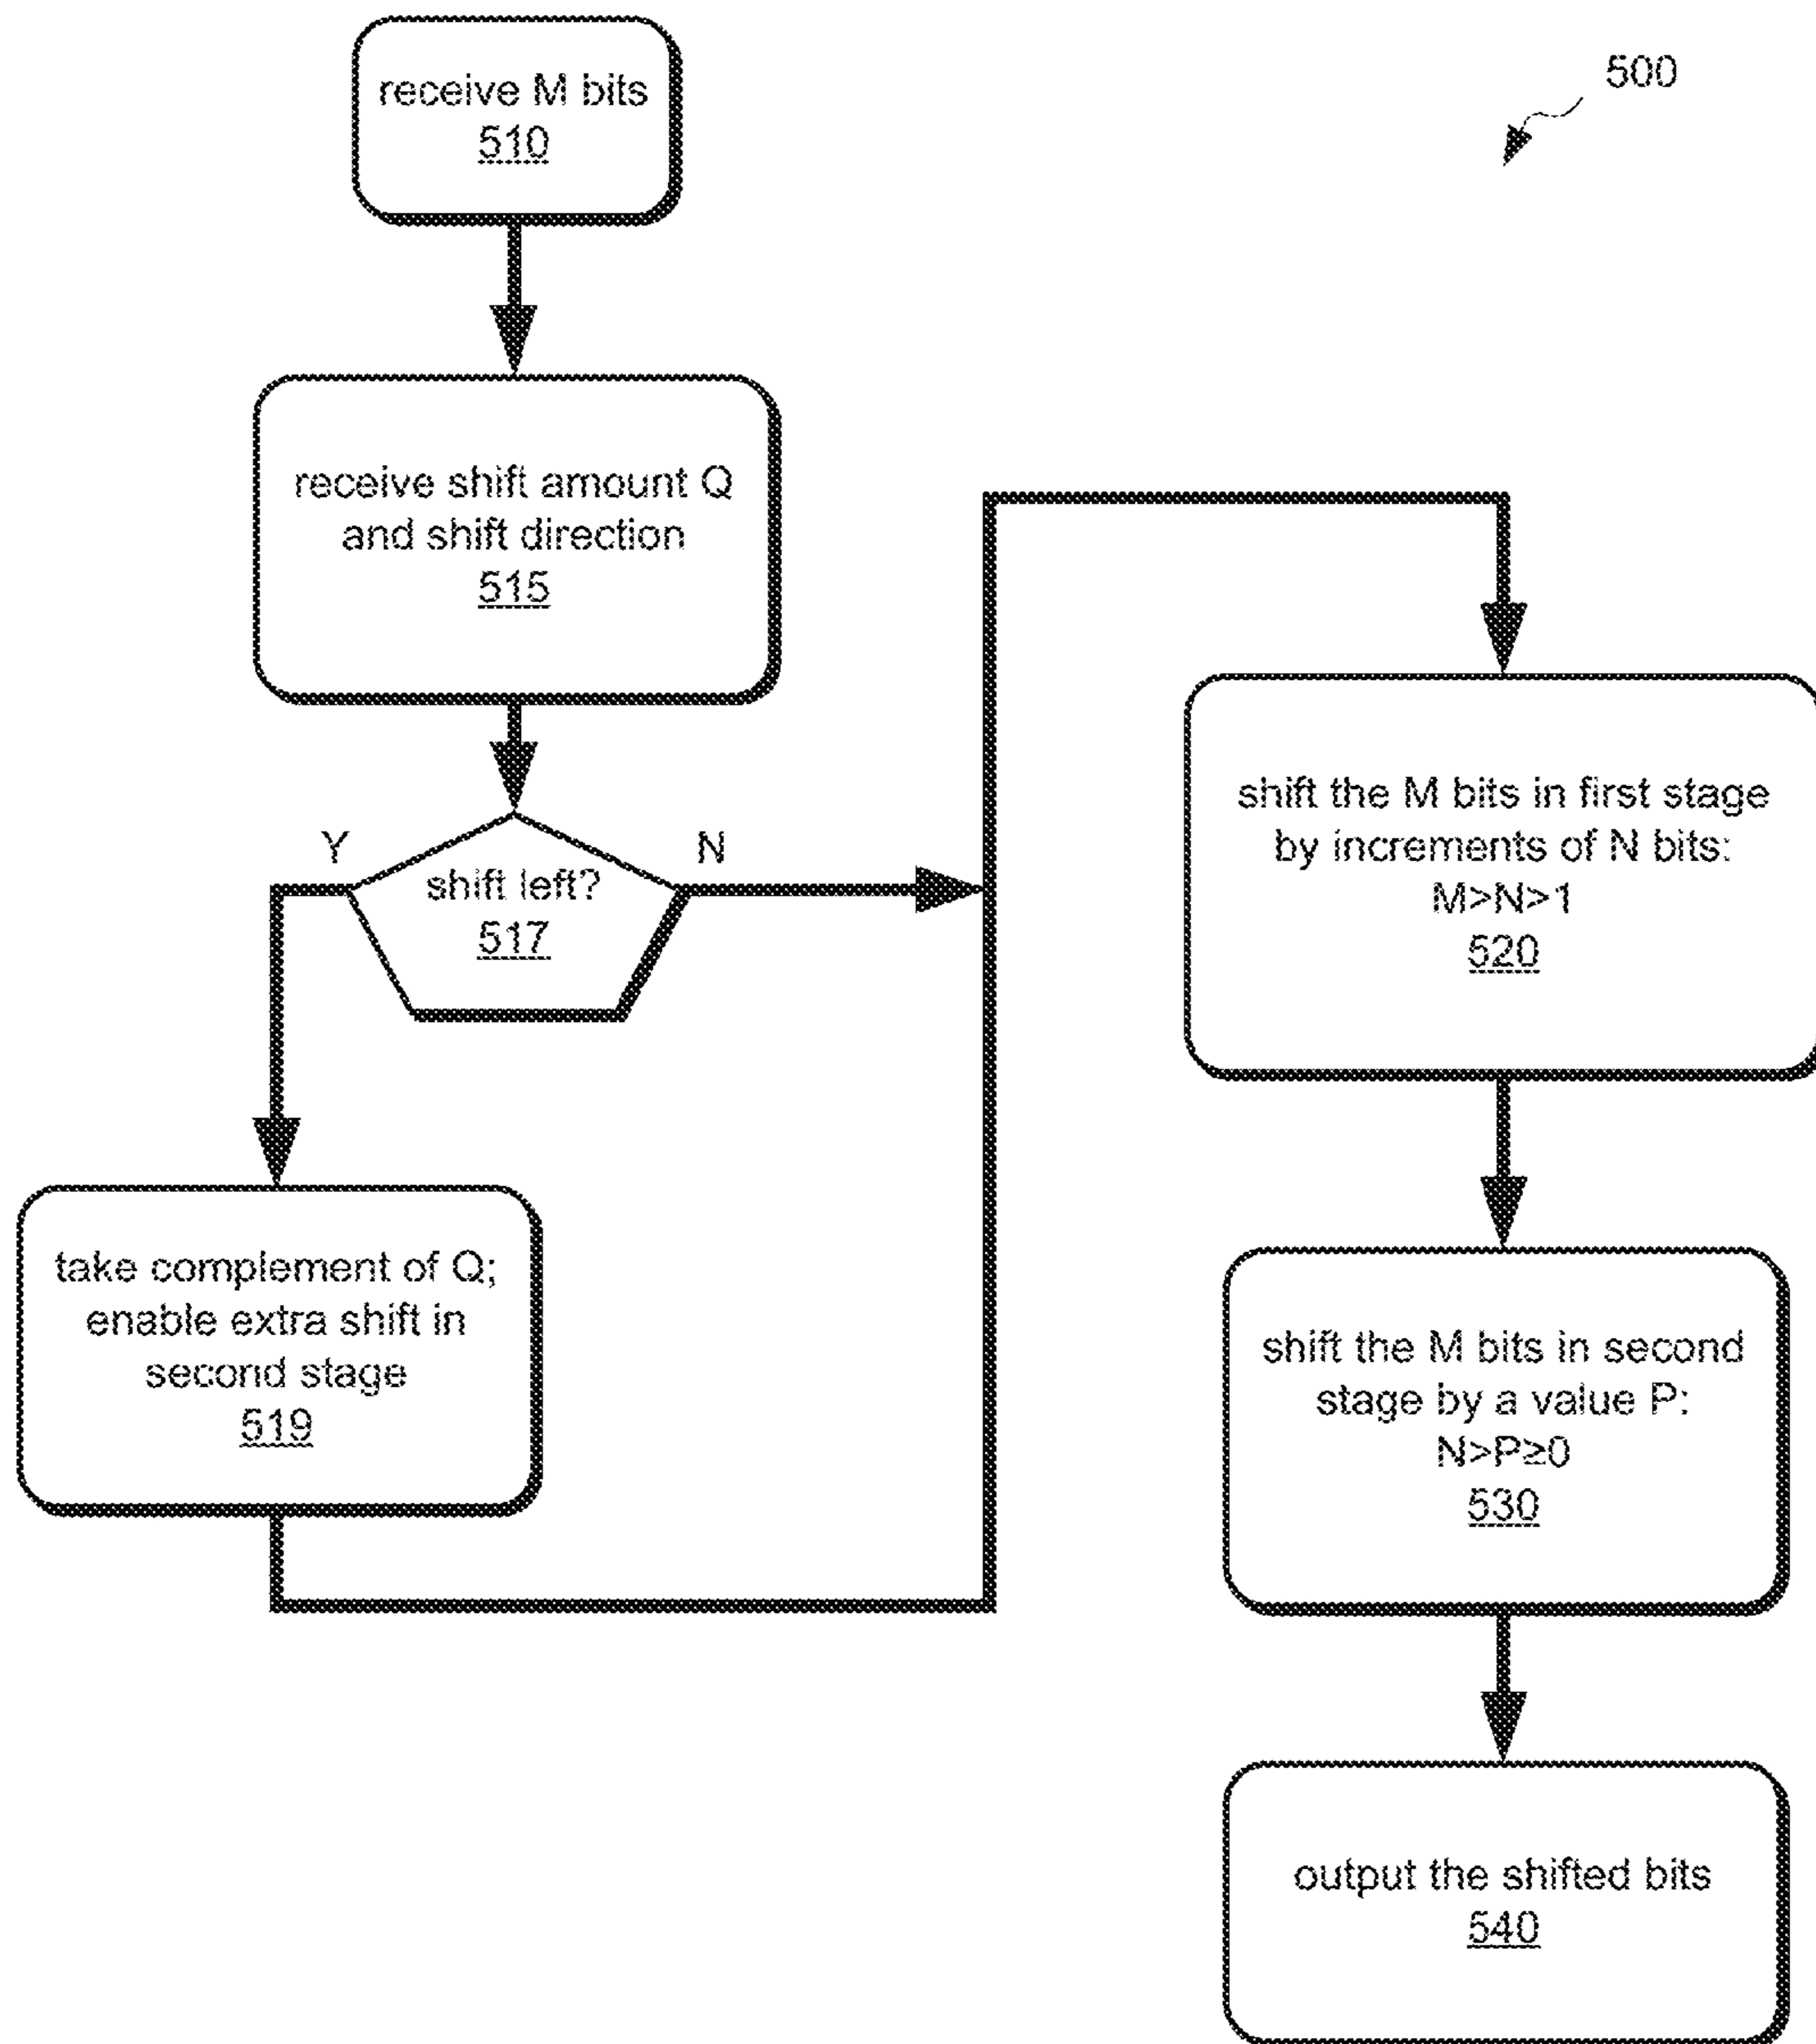 500
receive M bits
510
receive shift amount Q
and shift direction
515
shift left?
517
Y
N
take complement of Q;
enable extra shift in
second stage
519
shift the M bits in first stage
by increments of N bits:
M>N>1
520
shift the M bits in second
stage by a value P:
N>P≥0
530
output the shifted bits
540